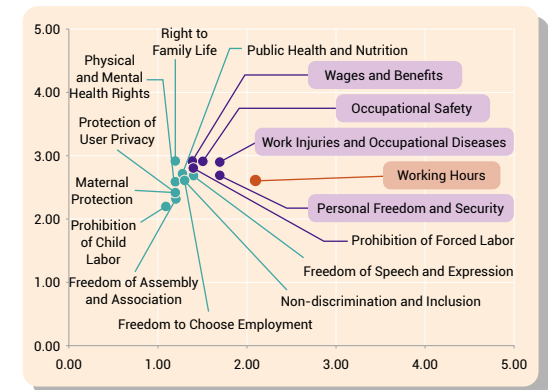 5.00
4.00
3.00
2.00
1.00
0.00
0.00
1.00
2.00
3.00
4.00
5.00
Right to
Family Life
Public Health and Nutrition
Physical
and Mental
Health Rights
Wages and Benefits
Occupational Safety
Protection of
User Privacy
Work Injuries and Occupational Diseases
Working Hours
Maternal
Protection
Personal Freedom and Security
Prohibition
of Child
Labor
Prohibition of Forced Labor
Freedom of Speech and Expression
Freedom of Assembly
and Association
Non-discrimination and Inclusion
Freedom to Choose Employment